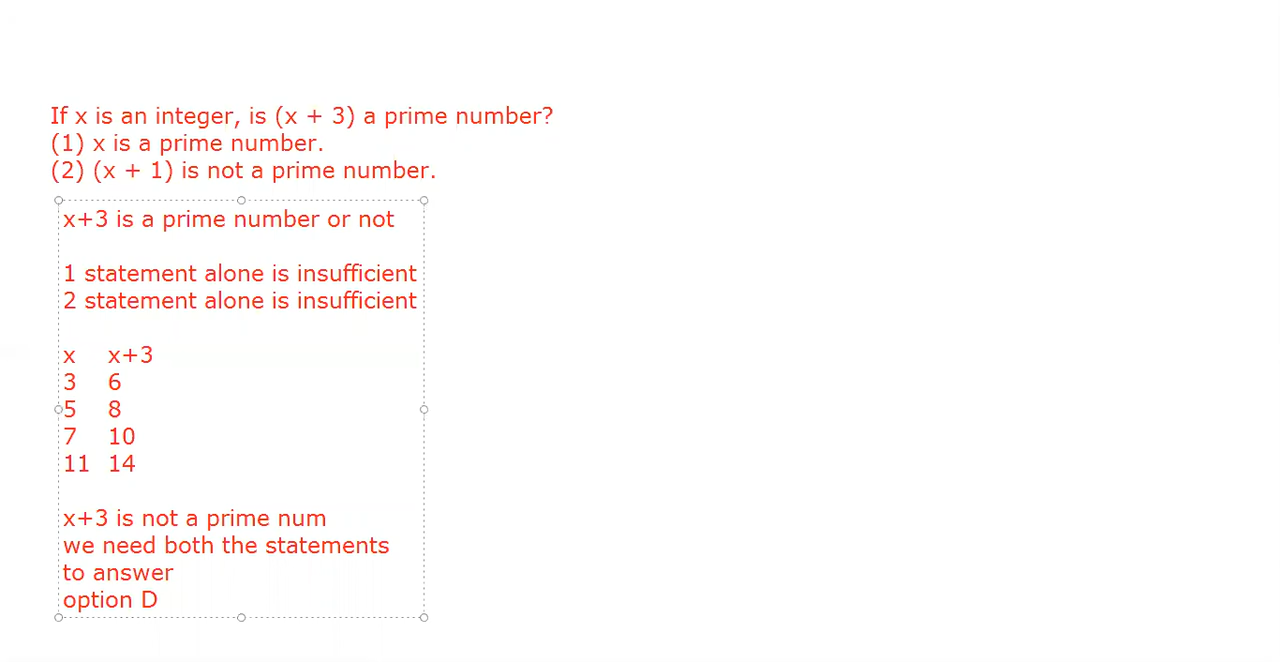 If x is an integer, is (x + 3) a prime number?
(1) x is a prime number.
(2) (x + 1) is not a prime number.
x+3 is a prime number or not
1 statement alone is insufficient
2 statement alone is insufficient
x x+3
3 6
5 8
7 10
11 14
x+3 is not a prime num
we need both the statements
to answer
option D